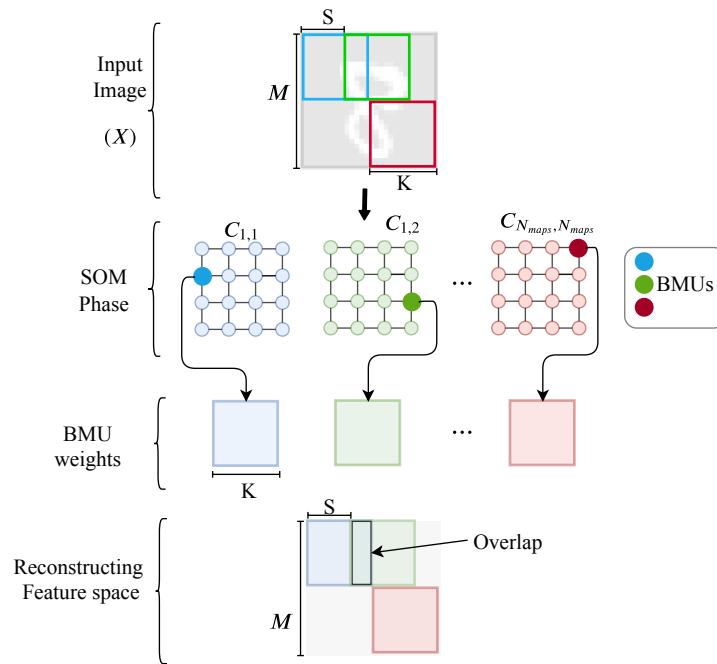 S
Input
Image
(X)
M
K
C1,1
C1,2
CNmaps,Nmaps
SOM
Phase
...
BMUs
BMU
weights
...
K
S
Overlap
Reconstructing
Feature space
M